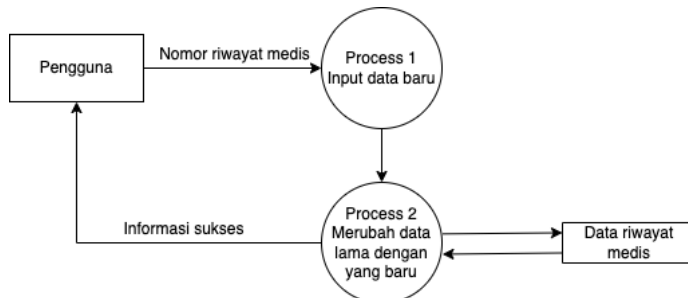 Pengguna
Nomor riwayat medis
Process 1
Input data baru
Informasi sukses
Process 2
Merubah data
lama dengan
yang baru
Data riwayat
medis